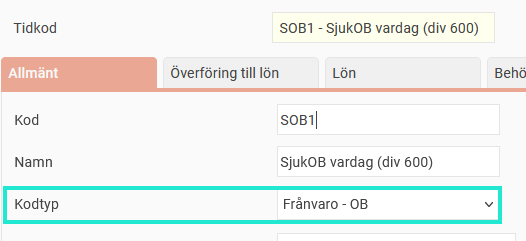 Tidkod SOB1 - SjukOB vardag (div 600)
Allmänt Överföring till lön Lön Behö
Kod SOB1
Namn SjukOB vardag (div 600)
Kodtyp Frånvaro - OB